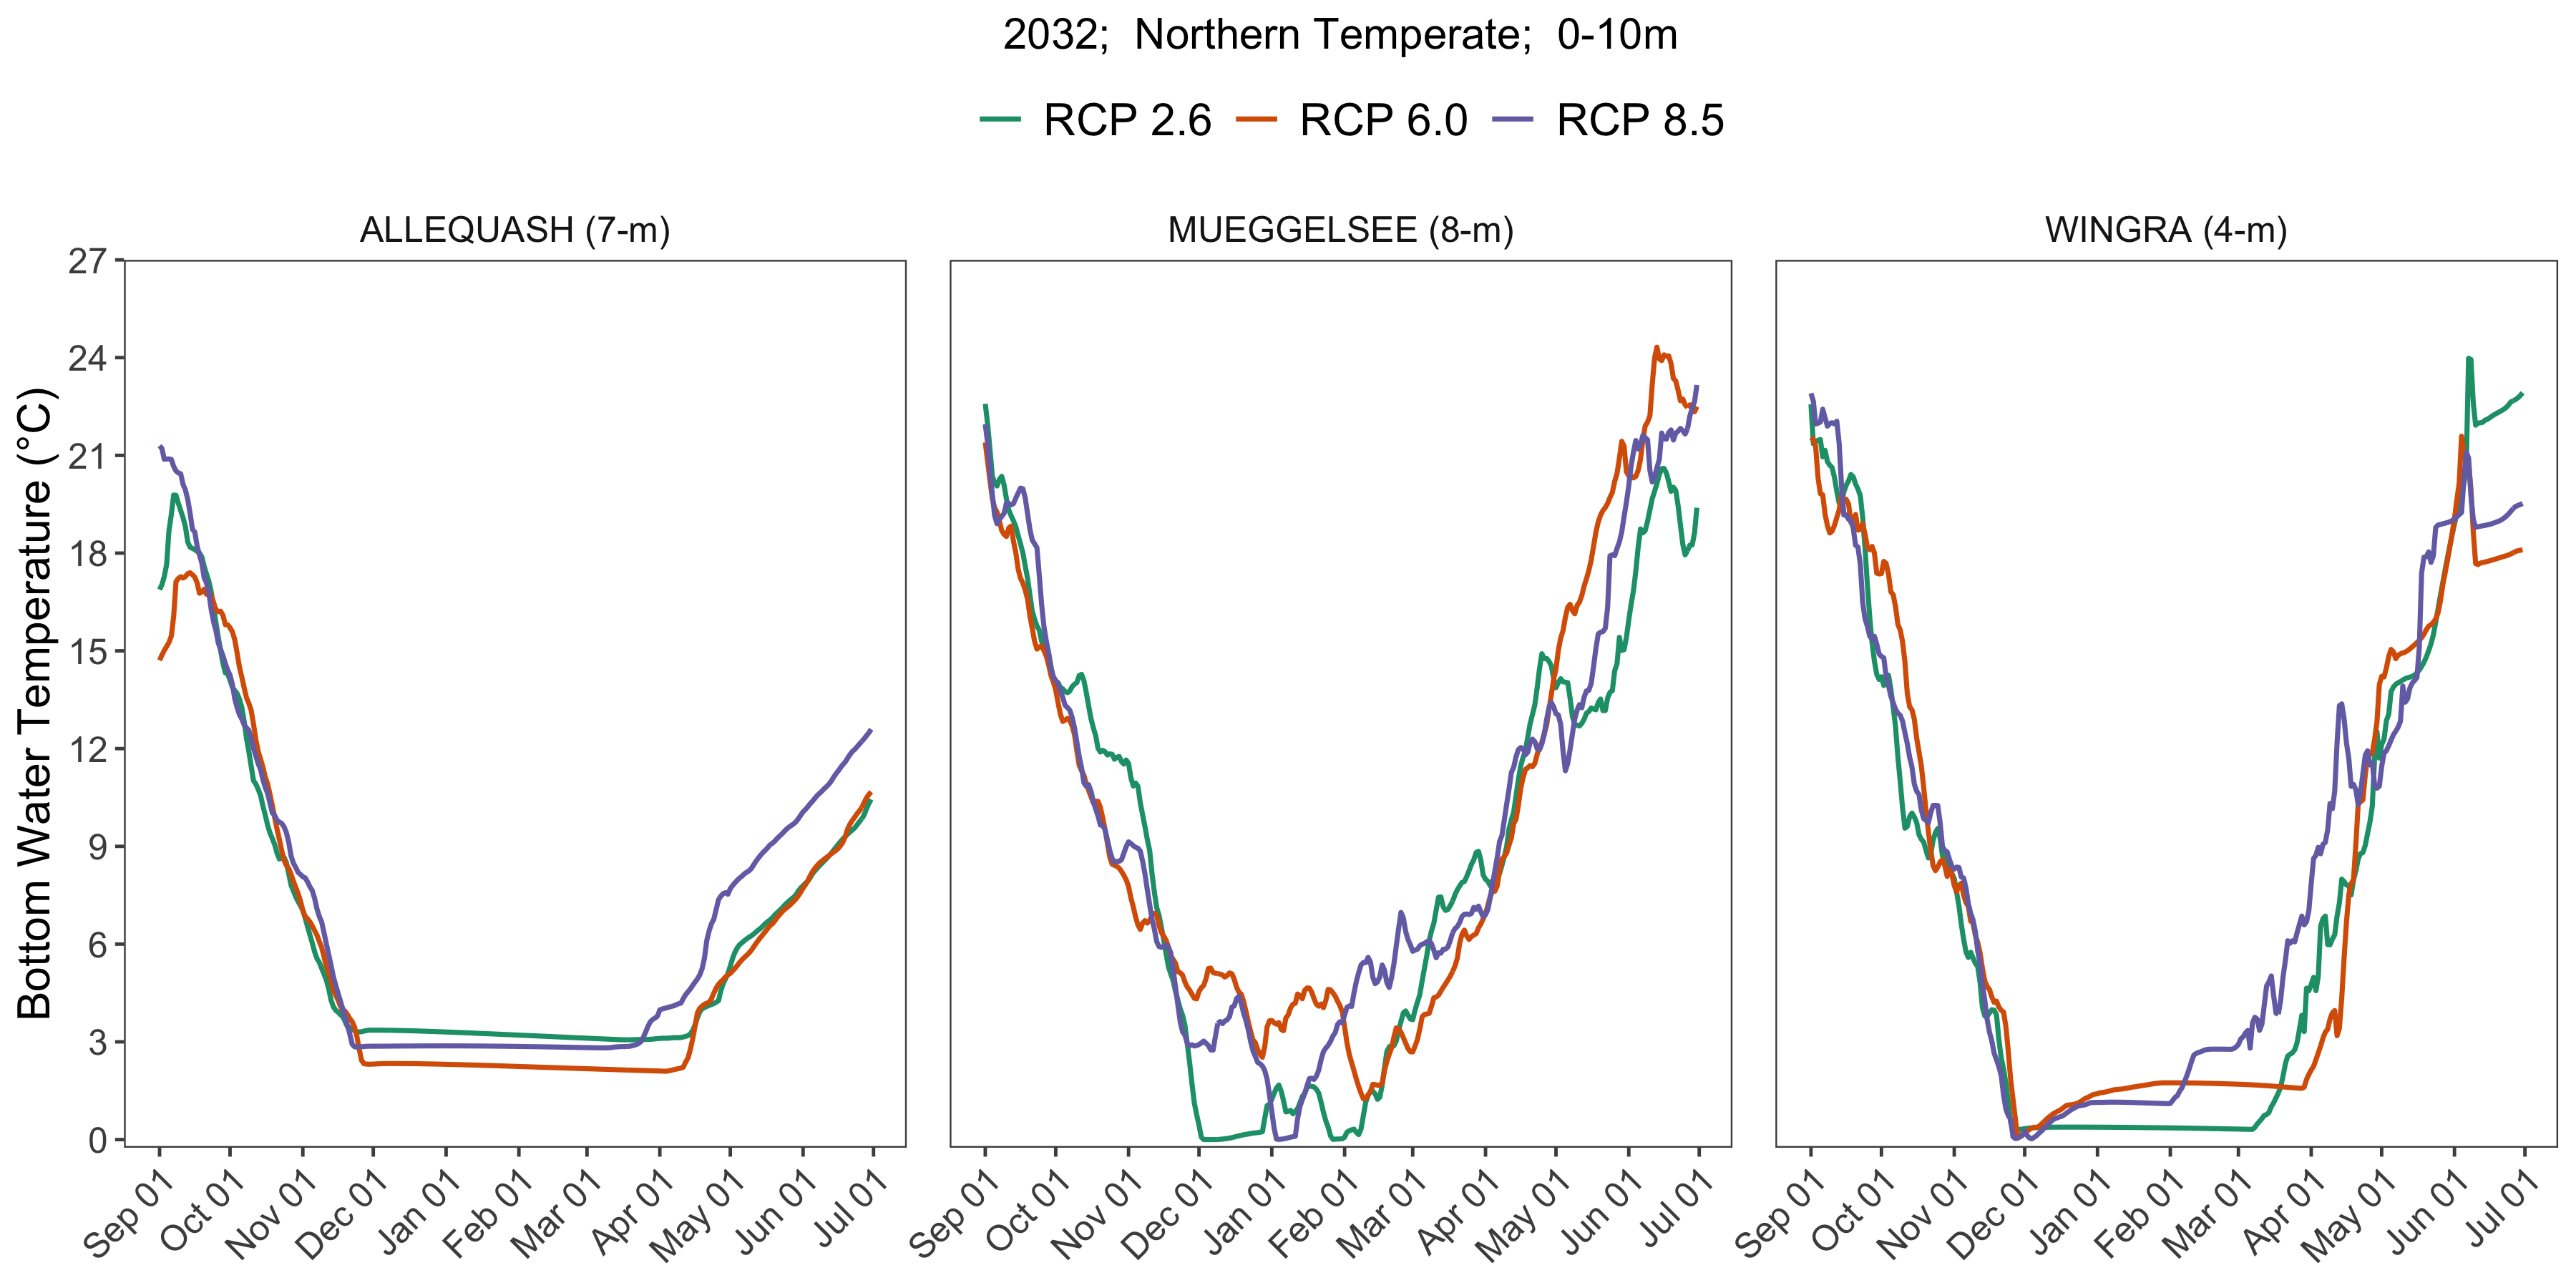 2032;  Northern Temperate;  0-10m
RCP 2.6 RCP 6.0 RCP 8.5
ALLEQUASH (7-m) MUEGGELSEE (8-m) WINGRA (4-m)
Bottom Water Temperature (°C)
27
24
21
18
15
12
9
6
3
0
Sep 01 Oct 01 Nov 01 Dec 01 Jan 01 Feb 01 Mar 01 Apr 01 May 01 Jun 01 Jul 01 Sep 01 Oct 01 Nov 01 Dec 01 Jan 01 Feb 01 Mar 01 Apr 01 May 01 Jun 01 Jul 01 Sep 01 Oct 01 Nov 01 Dec 01 Jan 01 Feb 01 Mar 01 Apr 01 May 01 Jun 01 Jul 01